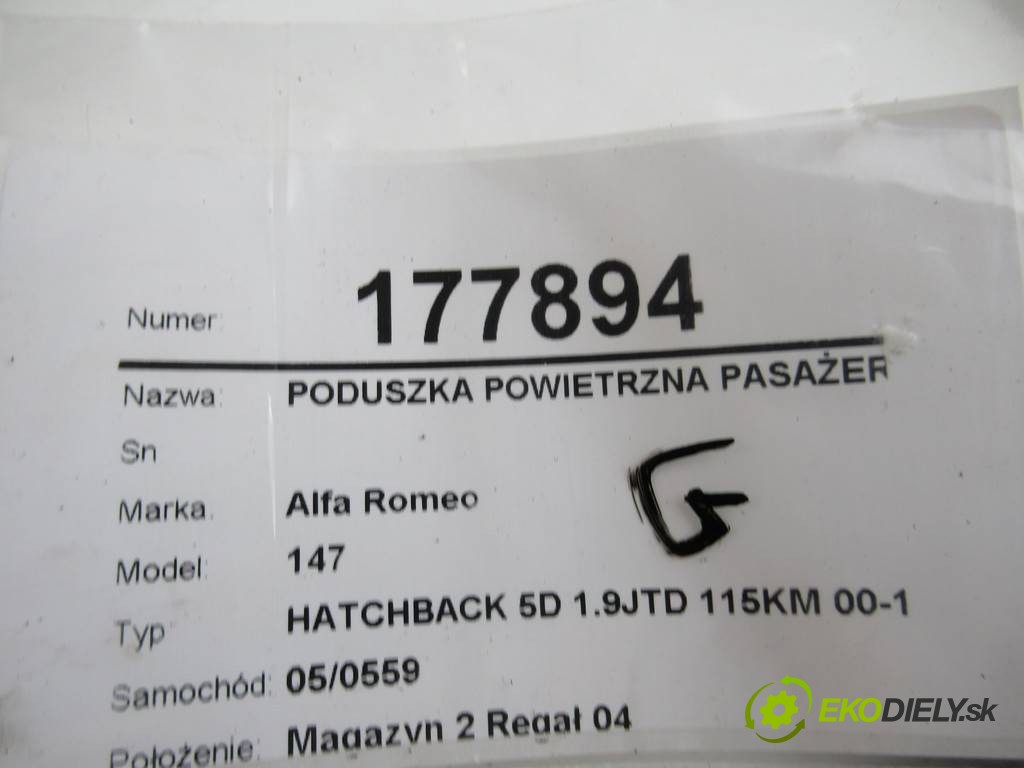 Numer: 177894
Nazwa: PODUSZKA POWIETRZNA PASAŻER
Sn
Marka: Alfa Romeo
Model: 147
Typ HATCHBACK 5D 1.9JTD 115KM 00-1
Samochód: 05/0559
Położenie: Magazyn 2 Regał 04
G
EKODIELY.sk